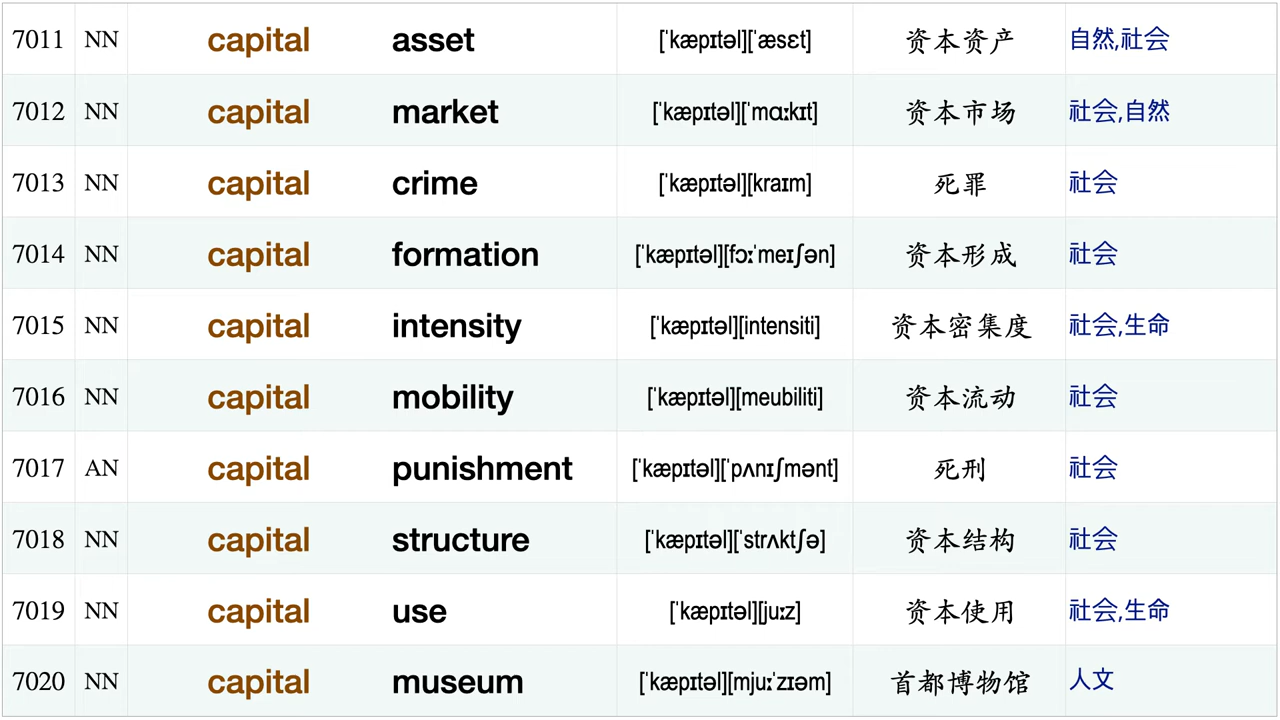 7011 NN capital asset [ˈkæpɪtəl][ˈæsɛt] 资本资产 自然,社会
7012 NN capital market [ˈkæpɪtəl][ˈmɑːkɪt] 资本市场 社会,自然
7013 NN capital crime [ˈkæpɪtəl][kraɪm] 死罪 社会
7014 NN capital formation [ˈkæpɪtəl][fɔːˈmeɪʃən] 资本形成 社会
7015 NN capital intensity [ˈkæpɪtəl][intensiti] 资本密集度 社会,生命
7016 NN capital mobility [ˈkæpɪtəl][meubiliti] 资本流动 社会
7017 AN capital punishment [ˈkæpɪtəl][ˈpʌnɪʃmənt] 死刑 社会
7018 NN capital structure [ˈkæpɪtəl][ˈstrʌktʃə] 资本结构 社会
7019 NN capital use [ˈkæpɪtəl][juːz] 资本使用 社会,生命
7020 NN capital museum [ˈkæpɪtəl][mjuːˈzɪəm] 首都博物馆 人文